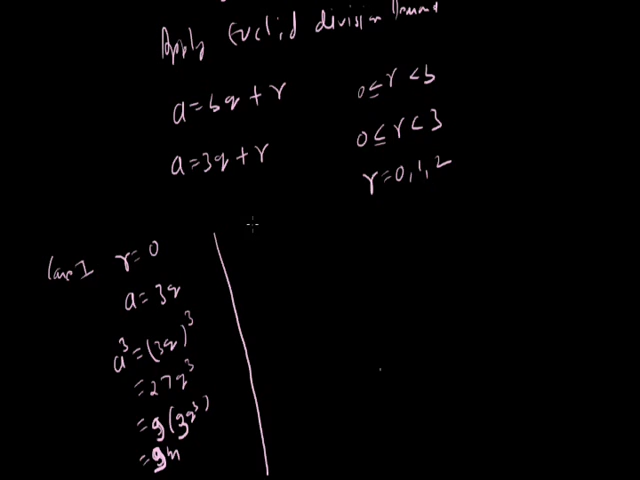 Apply Euclid division lemma
a = bq + r 0 ≤ r < b
a = 3q + r 0 ≤ r < 3
r = 0, 1, 2
Case I r = 0
a = 3q
a³ = (3q)³
= 27q³
= 9(3q³)
= 9m